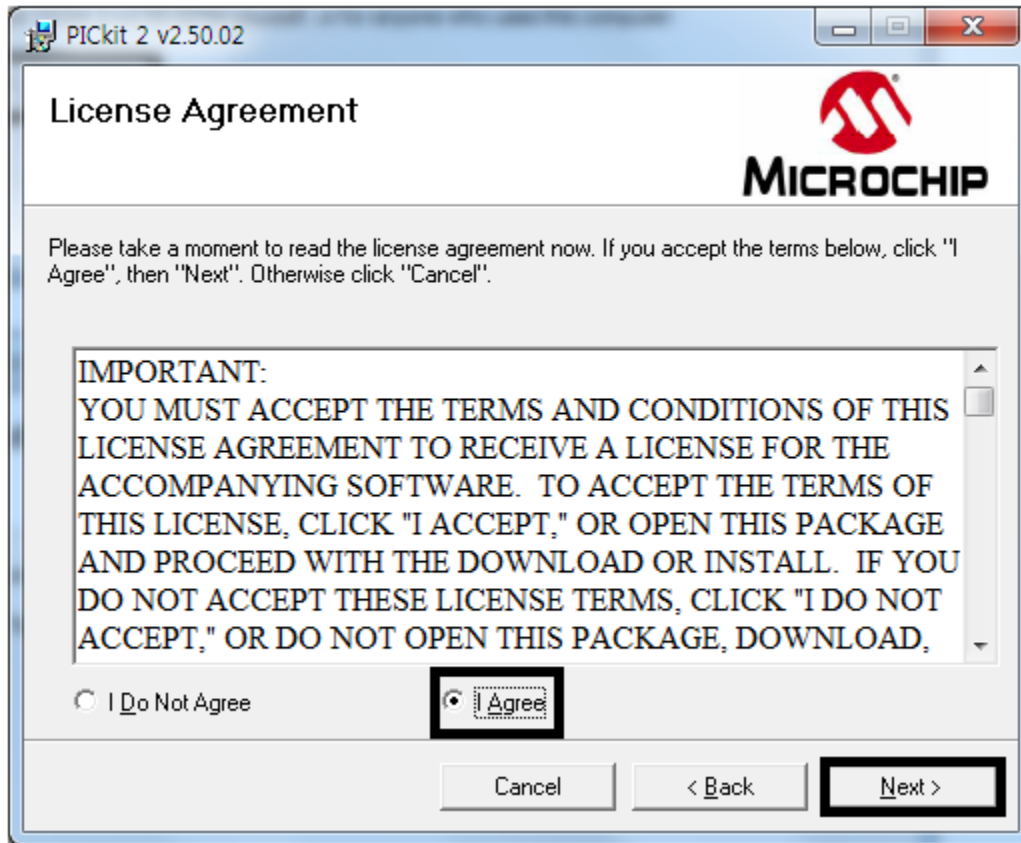 PICkit 2 v2.50.02
License Agreement
MICROCHIP
Please take a moment to read the license agreement now. If you accept the terms below, click "I
Agree", then "Next". Otherwise click "Cancel".
IMPORTANT:
YOU MUST ACCEPT THE TERMS AND CONDITIONS OF THIS
LICENSE AGREEMENT TO RECEIVE A LICENSE FOR THE
ACCOMPANYING SOFTWARE.  TO ACCEPT THE TERMS OF
THIS LICENSE, CLICK "I ACCEPT," OR OPEN THIS PACKAGE
AND PROCEED WITH THE DOWNLOAD OR INSTALL.  IF YOU
DO NOT ACCEPT THESE LICENSE TERMS, CLICK "I DO NOT
ACCEPT," OR DO NOT OPEN THIS PACKAGE, DOWNLOAD,
I Do Not Agree
I Agree
Cancel
< Back
Next >